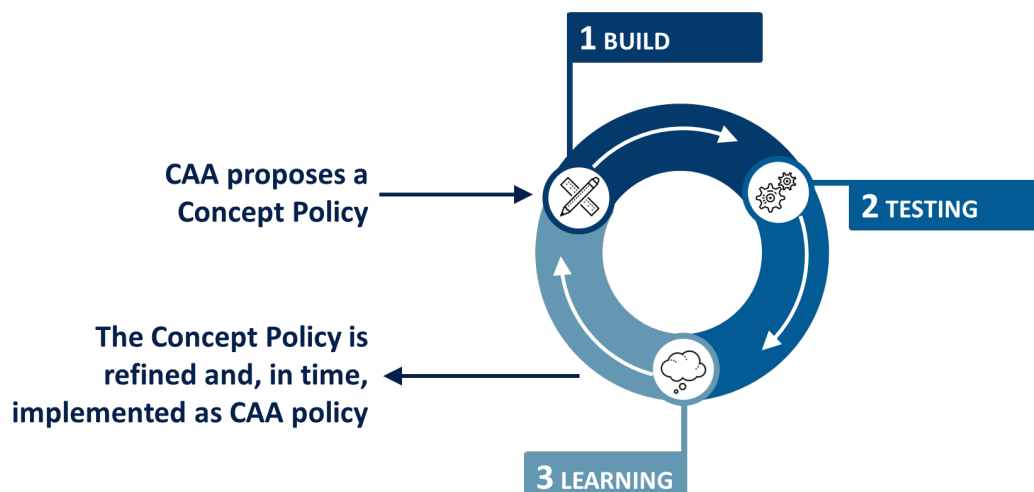 1 BUILD
CAA proposes a
Concept Policy
2 TESTING
The Concept Policy is
refined and, in time,
implemented as CAA policy
3 LEARNING